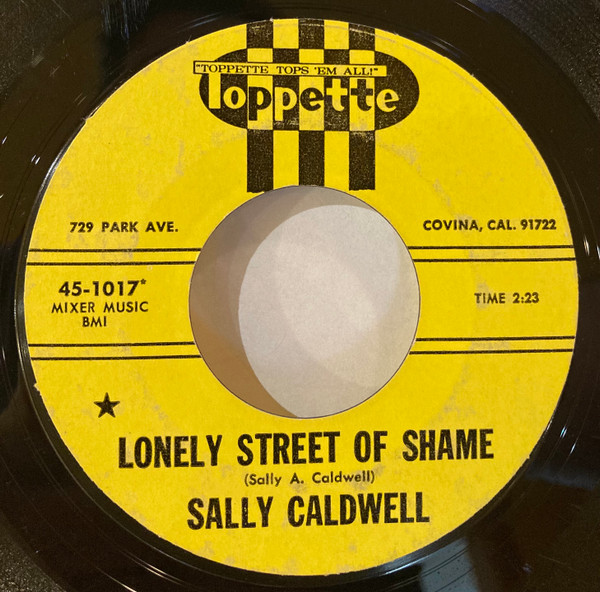 "TOPPETTE TOPS 'EM ALL!"
Toppette
729 PARK AVE.
COVINA, CAL. 91722
45-1017*
MIXER MUSIC
BMI
TIME 2:23
LONELY STREET OF SHAME
(Sally A. Caldwell)
SALLY CALDWELL